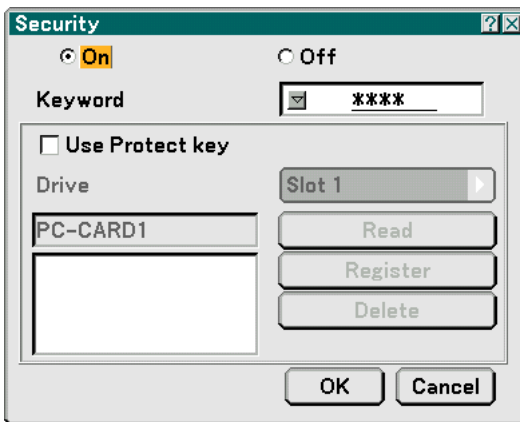 Security
On Off
Keyword ****
Use Protect key
Drive Slot 1
PC-CARD1 Read
Register
Delete
OK Cancel